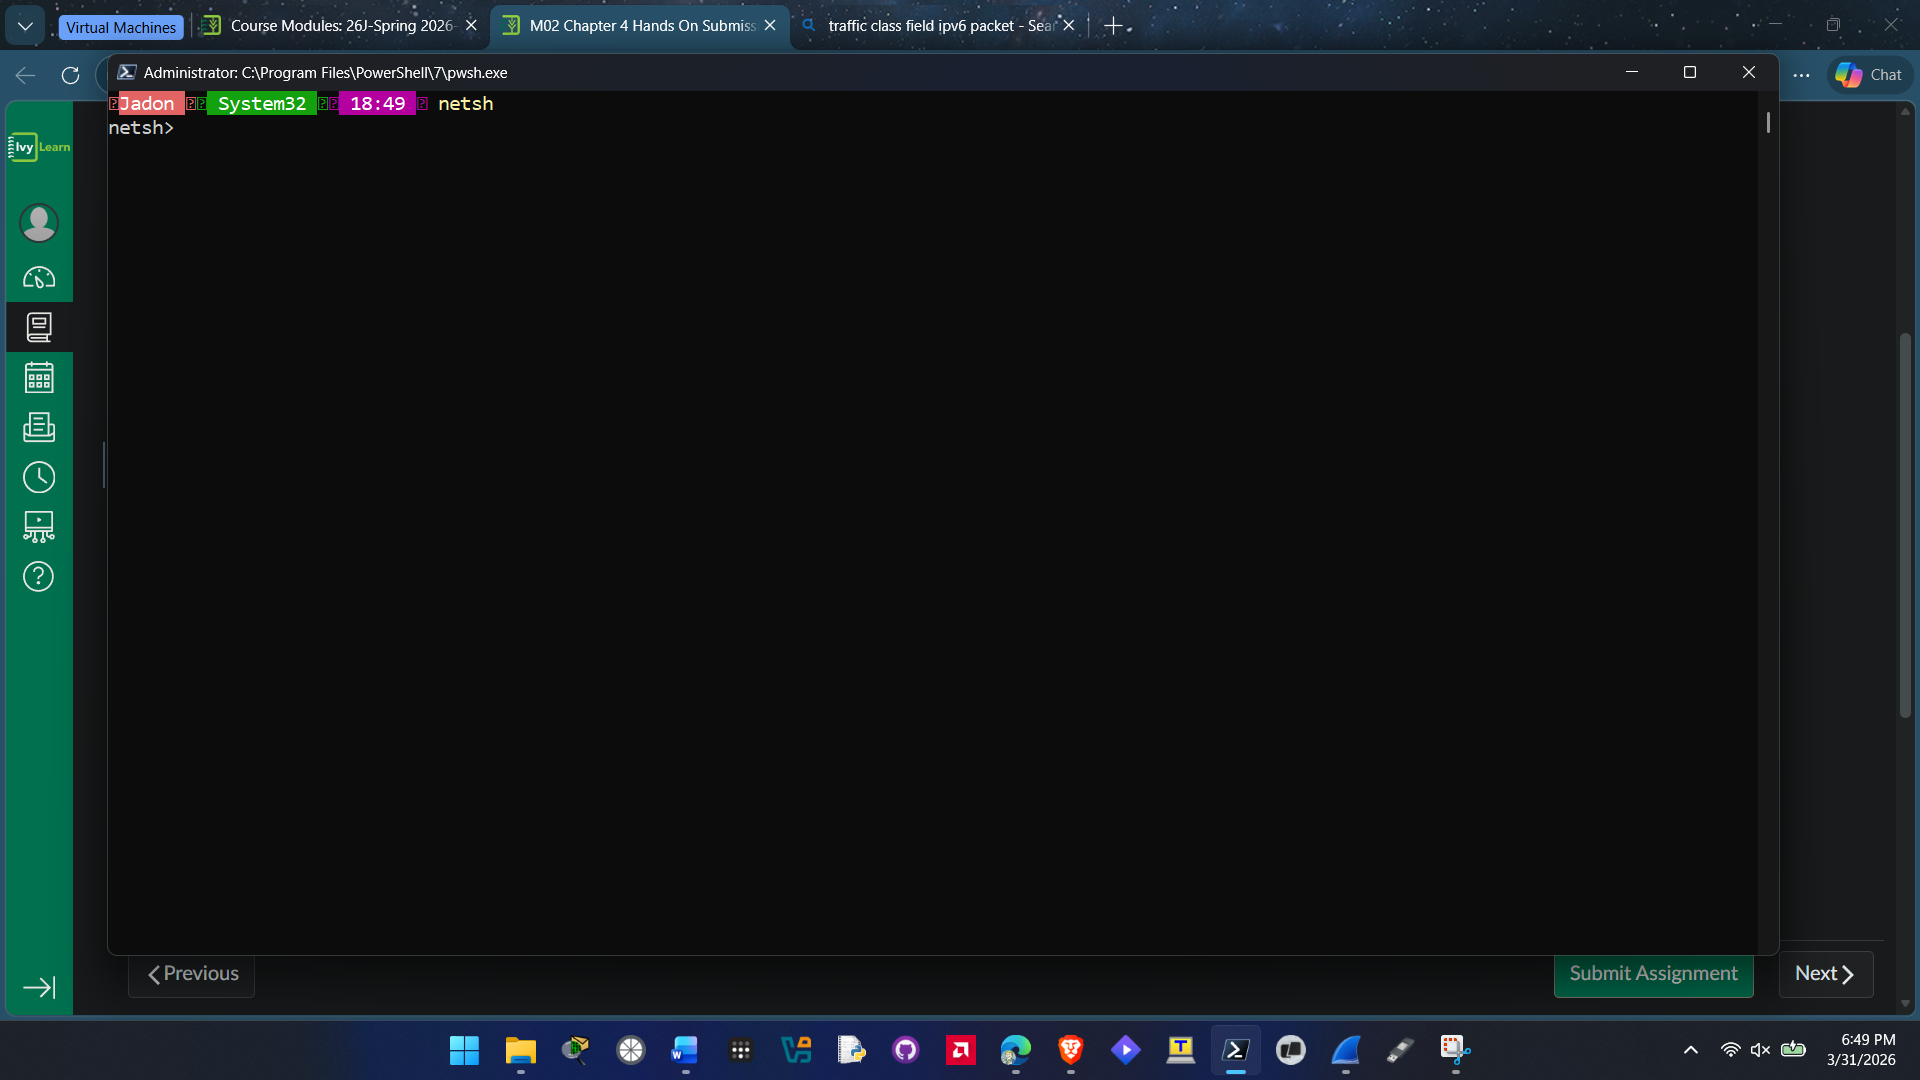 Virtual Machines
Course Modules: 26J-Spring 2026-
M02 Chapter 4 Hands On Submiss
traffic class field ipv6 packet - Sear
Chat
Administrator: C:\Program Files\PowerShell\7\pwsh.exe
Jadon System32 18:49 netsh
netsh>
Ivy Learn
Previous
Submit Assignment
Next
6:49 PM
3/31/2026